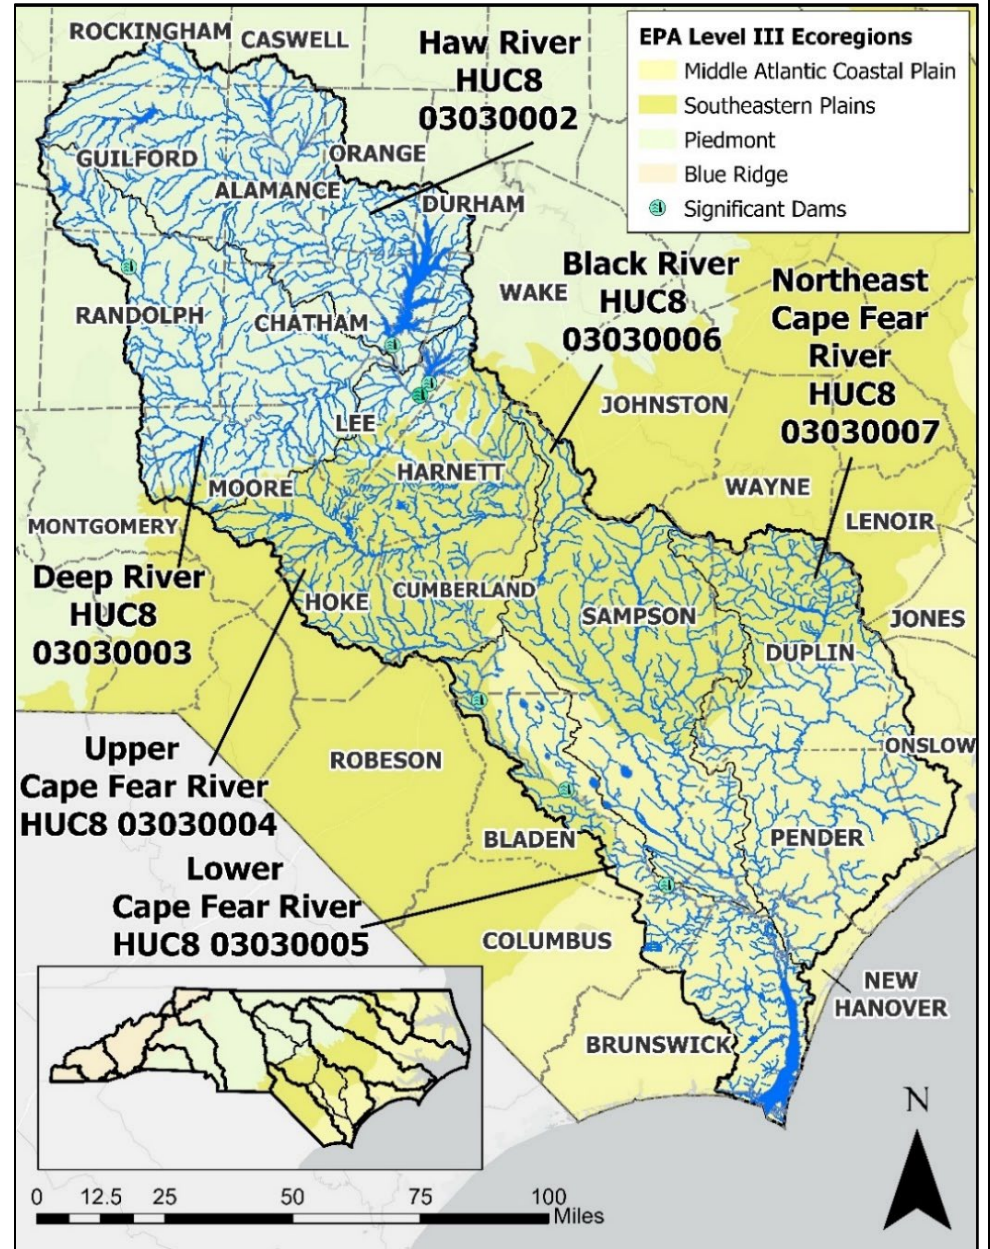 ROCKINGHAM
CASWELL
Haw River
HUC8
03030002
EPA Level III Ecoregions
Middle Atlantic Coastal Plain
Southeastern Plains
Piedmont
Blue Ridge
Significant Dams
GUILFORD
ORANGE
ALAMANCE
DURHAM
Black River
HUC8
03030006
WAKE
Northeast
Cape Fear
River
HUC8
03030007
RANDOLPH
CHATHAM
JOHNSTON
LEE
HARNETT
MOORE
WAYNE
MONTGOMERY
LENOIR
Deep River
HUC8
03030003
HOKE
CUMBERLAND
SAMPSON
JONES
DUPLIN
Upper
Cape Fear River
HUC8 03030004
ROBESON
ONSLOW
BLADEN
PENDER
Lower
Cape Fear River
HUC8 03030005
COLUMBUS
NEW
HANOVER
BRUNSWICK
N
0 12.5 25 50 75 100
Miles